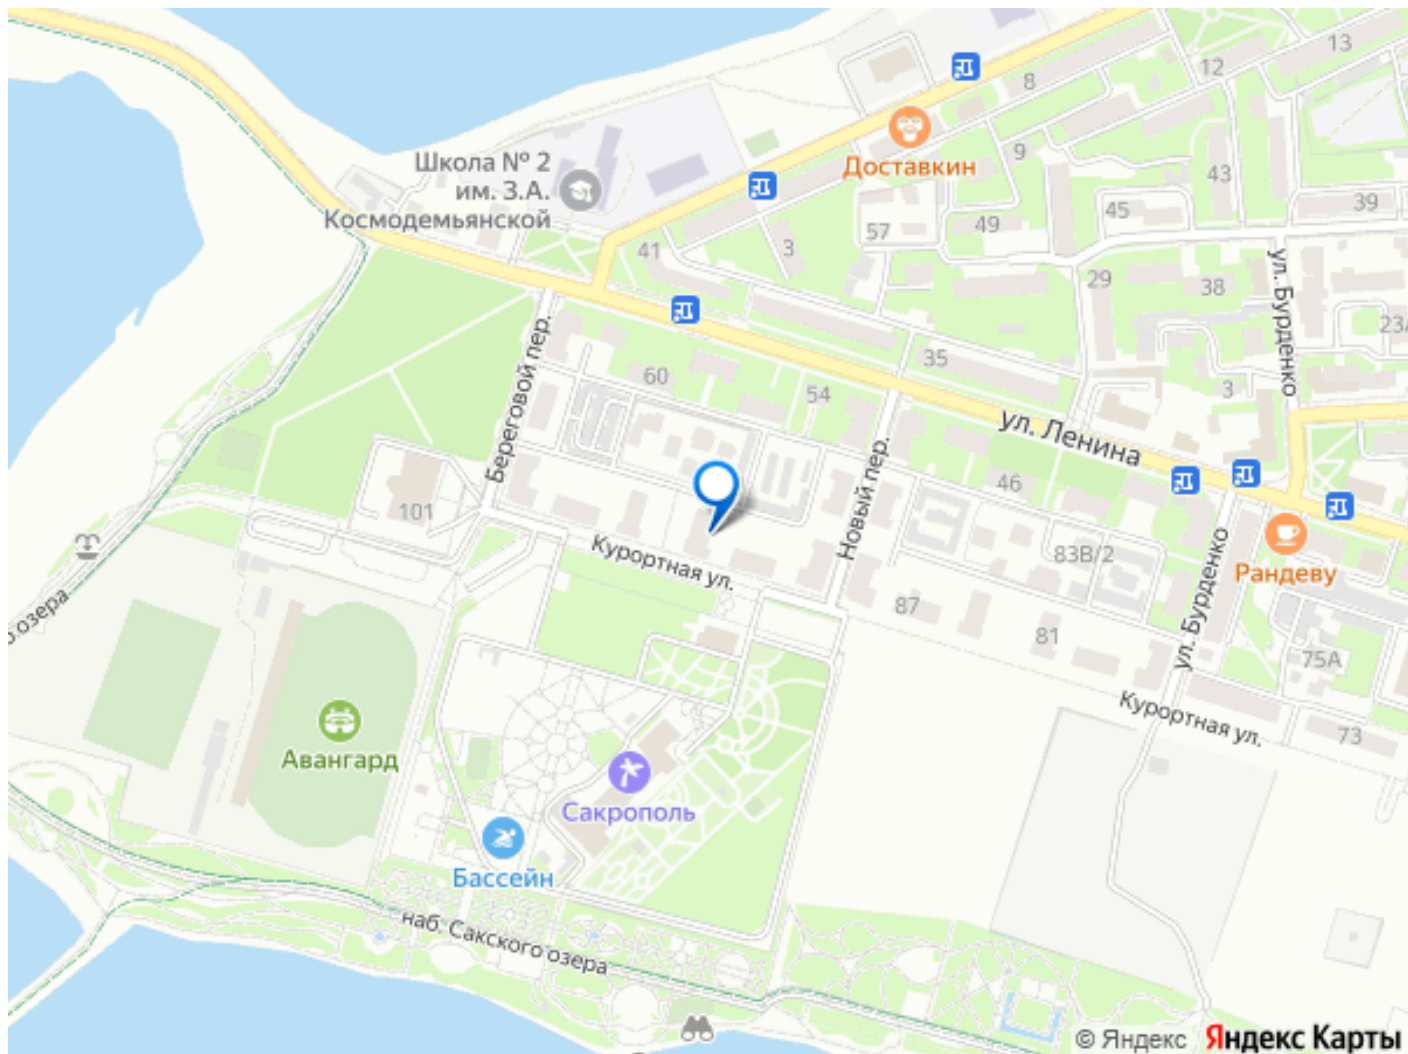 13
12
8
Школа № 2
им. З.А.
Космодемьянской
Доставкин
9
43
45
39
49
57
41
3
29
38
ул. Бурденко
23А
35
60
54
3
Береговой пер.
ул. Ленина
Новый пер.
46
101
83В/2
Рандеву
Курортная ул.
ул. Бурденко
87
81
75А
о озера
Курортная ул.
73
Авангард
Сакрополь
Бассейн
наб. Сакского озера
© Яндекс Яндекс Карты